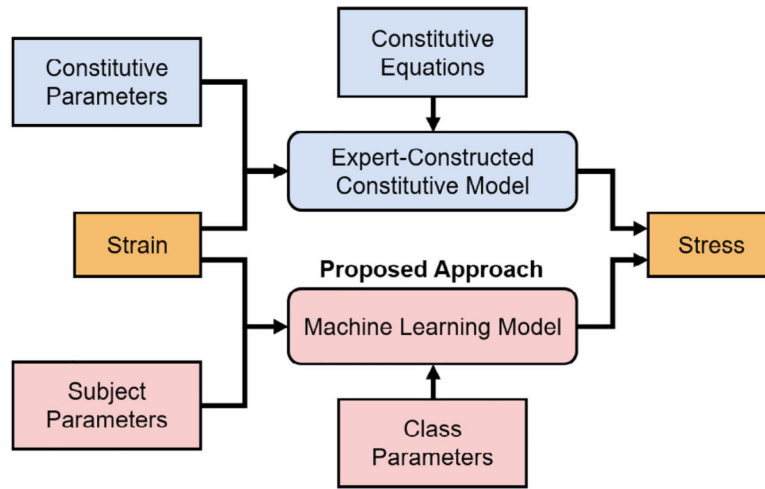 Constitutive
Parameters
Constitutive
Equations
Expert-Constructed
Constitutive Model
Strain
Stress
Proposed Approach
Machine Learning Model
Subject
Parameters
Class
Parameters